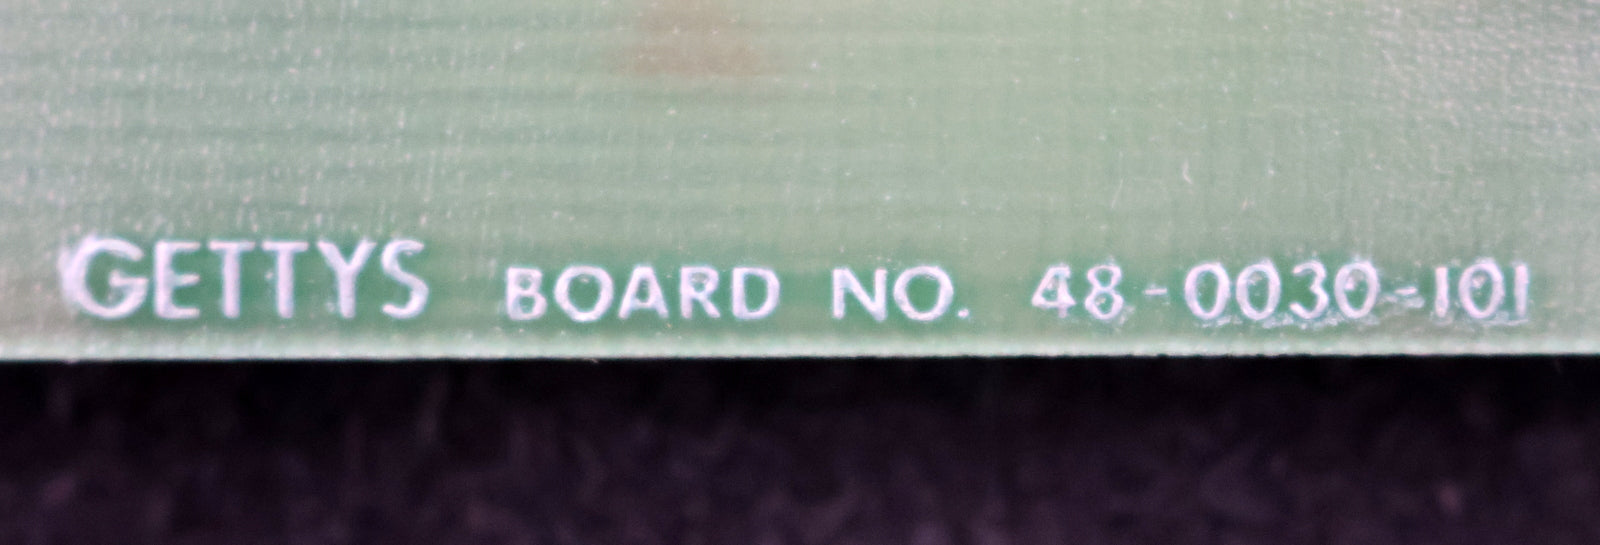 GETTYS BOARD NO. 48-0030-101